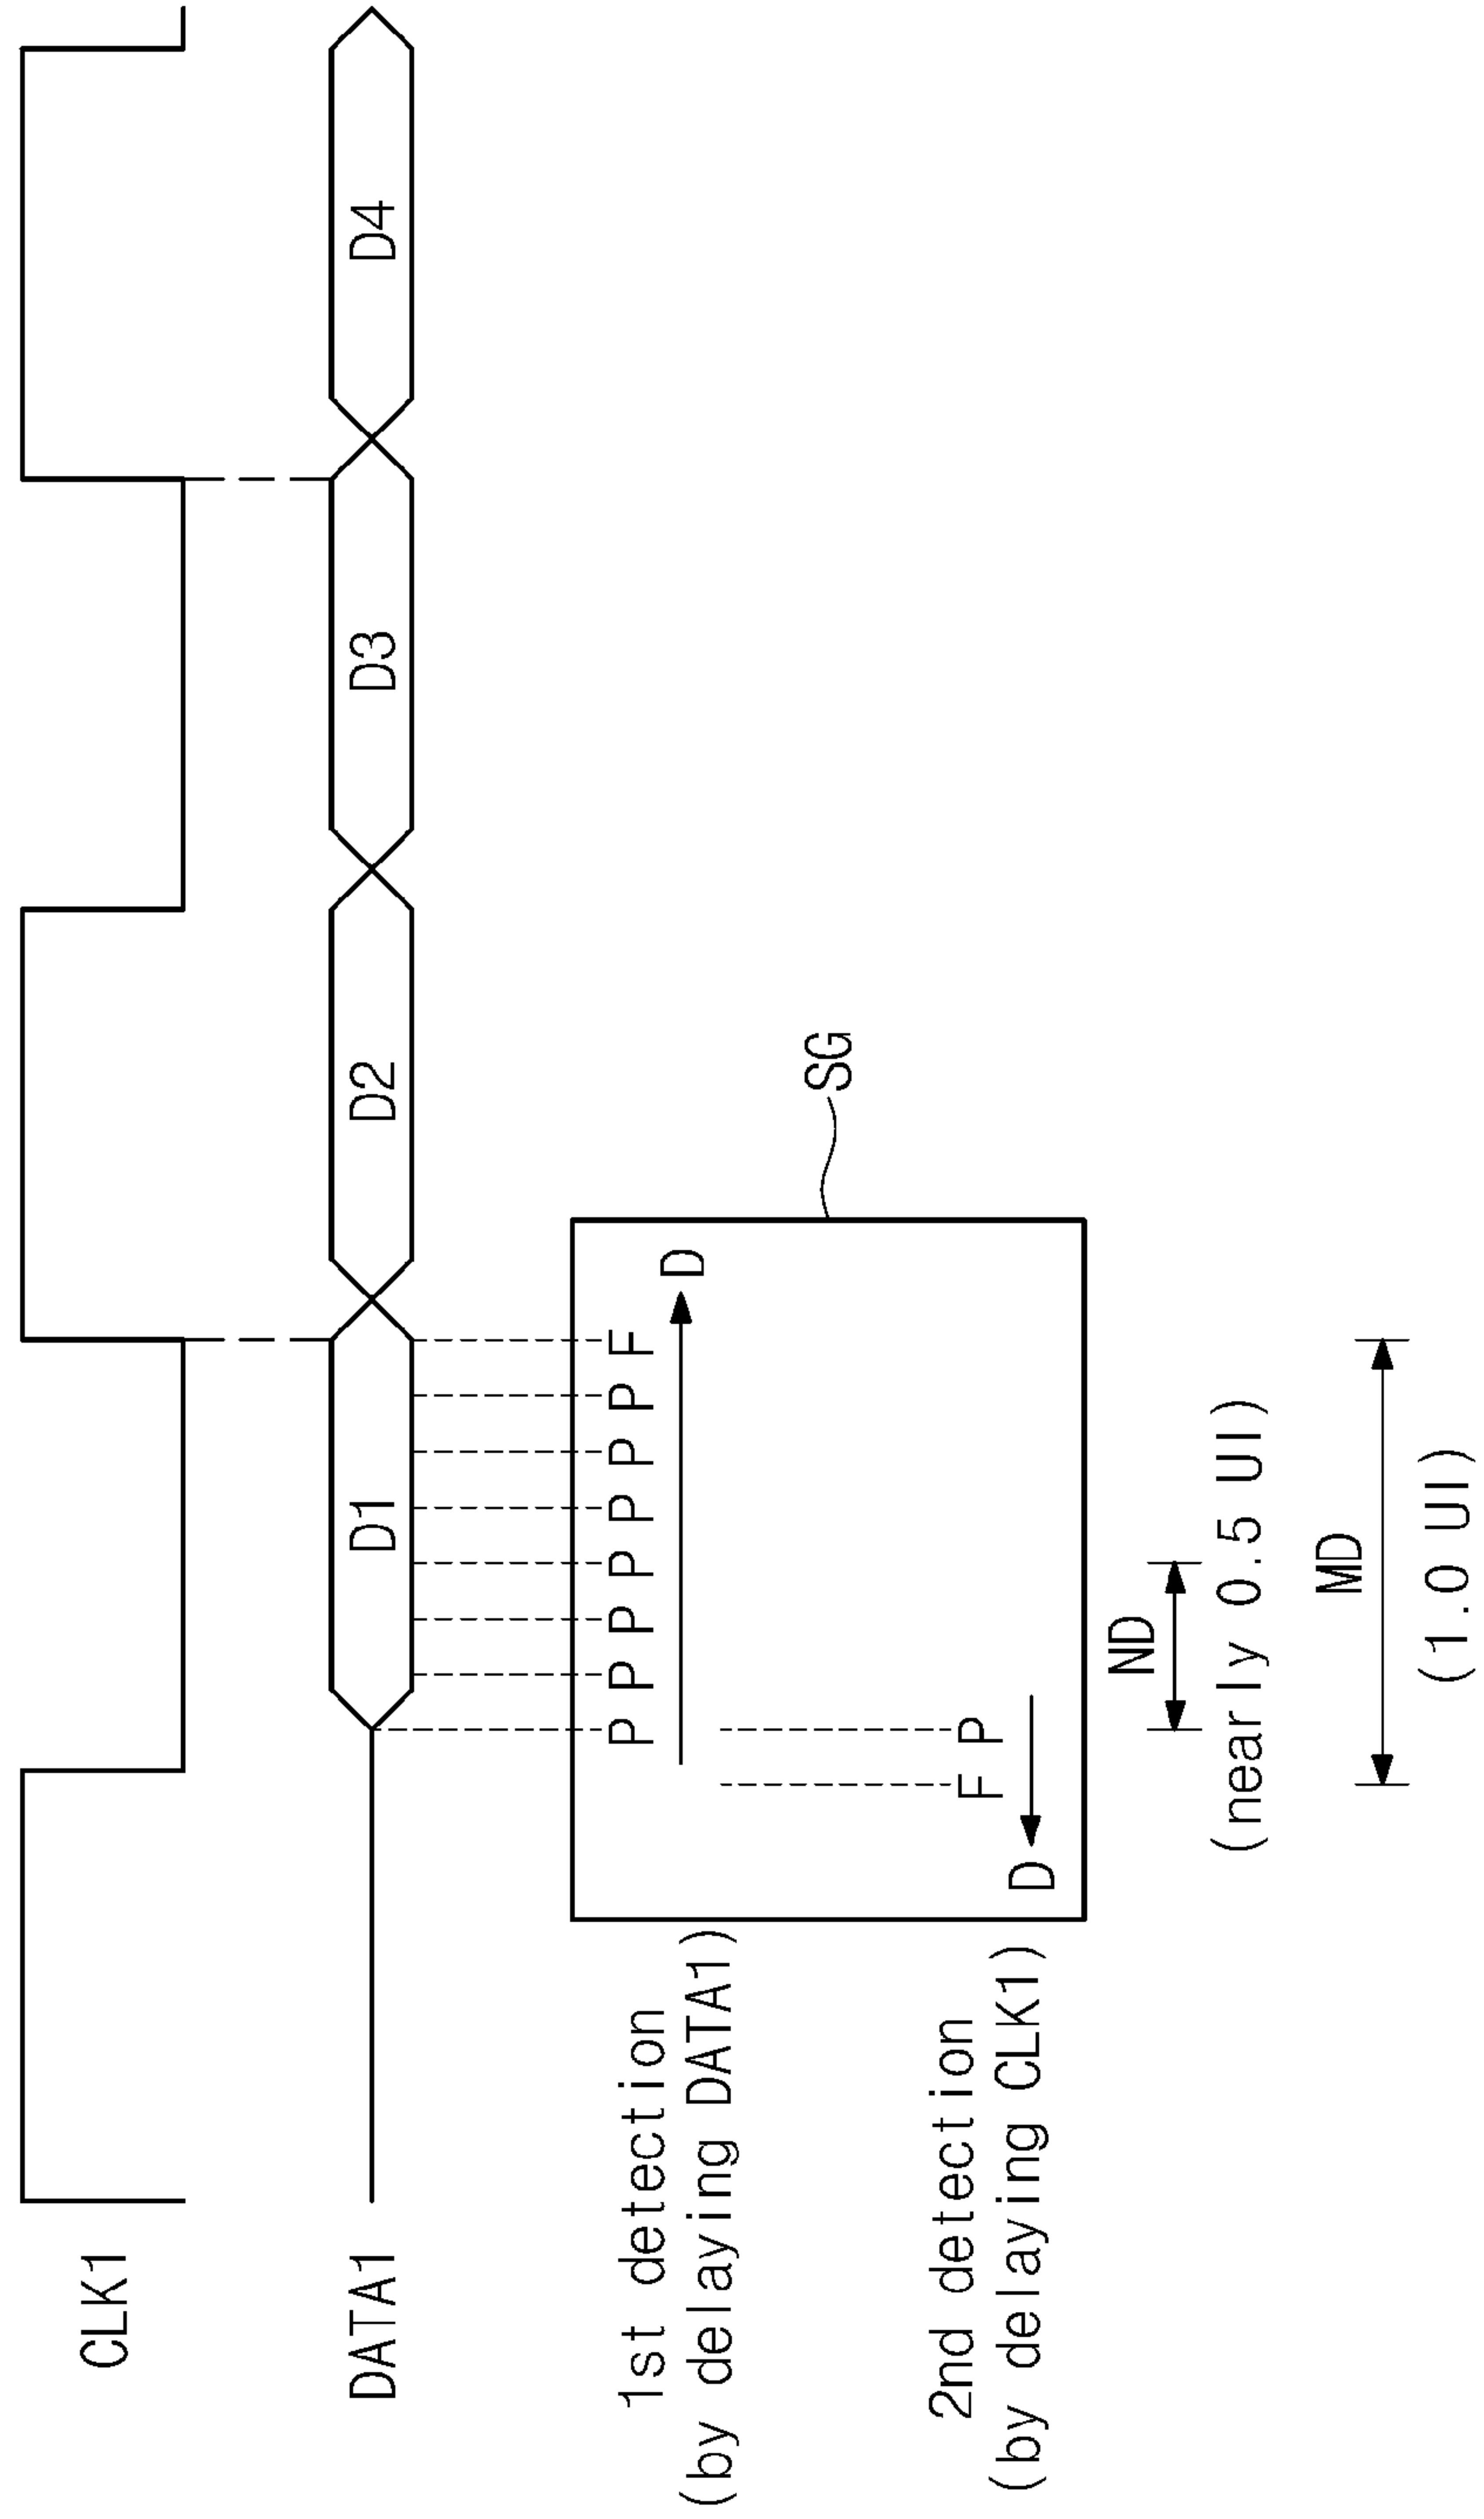 CLK1
DATA1
D1
D2
D3
D4
1st detection
(by delaying DATA1)
P P P P P P P F
D
SG
2nd detection
(by delaying CLK1)
F P
D
ND
(nearly 0.5 UI)
MD
(1.0 UI)